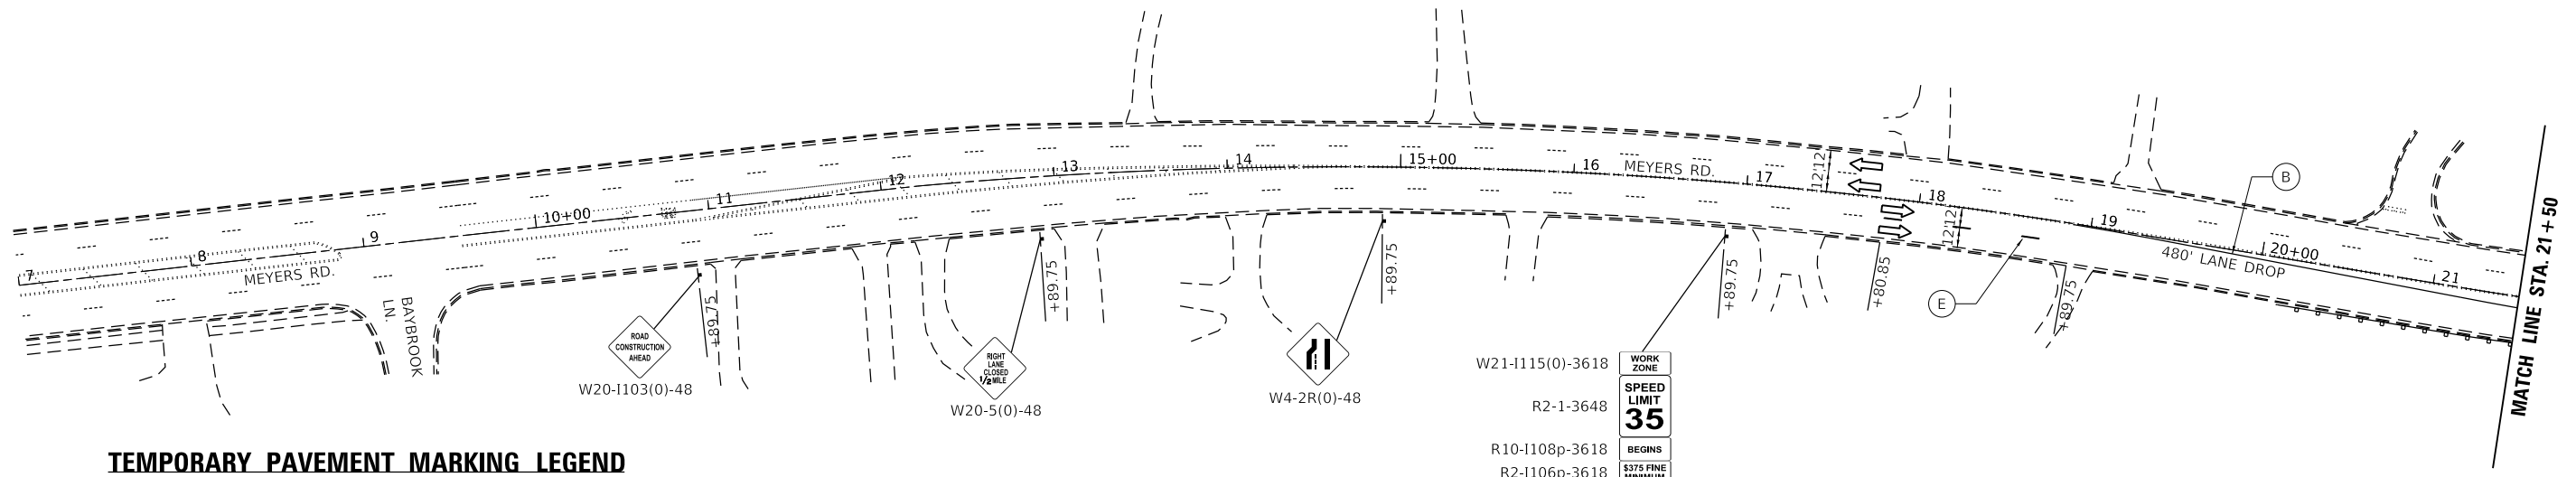 7
8
9
10+00
11
12
13
14
15+00
16
17
18
19
20+00
21
MEYERS RD.
MEYERS RD.
BAYBROOK
LN.
12'
12'
12'
12'
B
E
480' LANE DROP
MATCH LINE STA. 21+50
+89.75
+89.75
+89.75
+89.75
+80.85
+89.75
ROAD
CONSTRUCTION
AHEAD
W20-I103(0)-48
RIGHT
LANE
CLOSED
1/2 MILE
W20-5(0)-48
W4-2R(0)-48
W21-I115(0)-3618
WORK
ZONE
R2-1-3648
SPEED
LIMIT
35
R10-I108p-3618
BEGINS
R2-I106p-3618
$375 FINE
MINIMUM
TEMPORARY PAVEMENT MARKING LEGEND